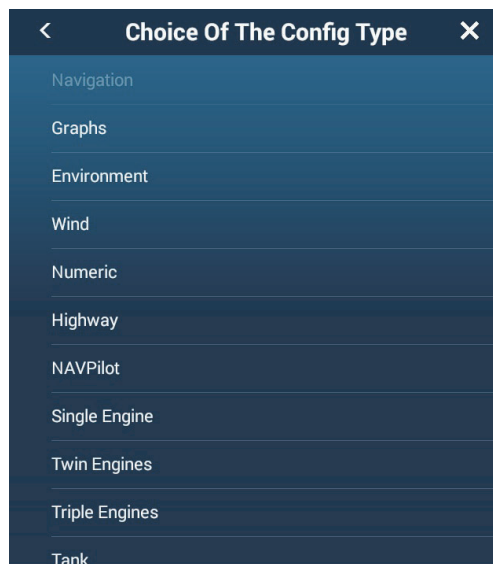 Choice Of The Config Type
Navigation
Graphs
Environment
Wind
Numeric
Highway
NAVPilot
Single Engine
Twin Engines
Triple Engines
Tank